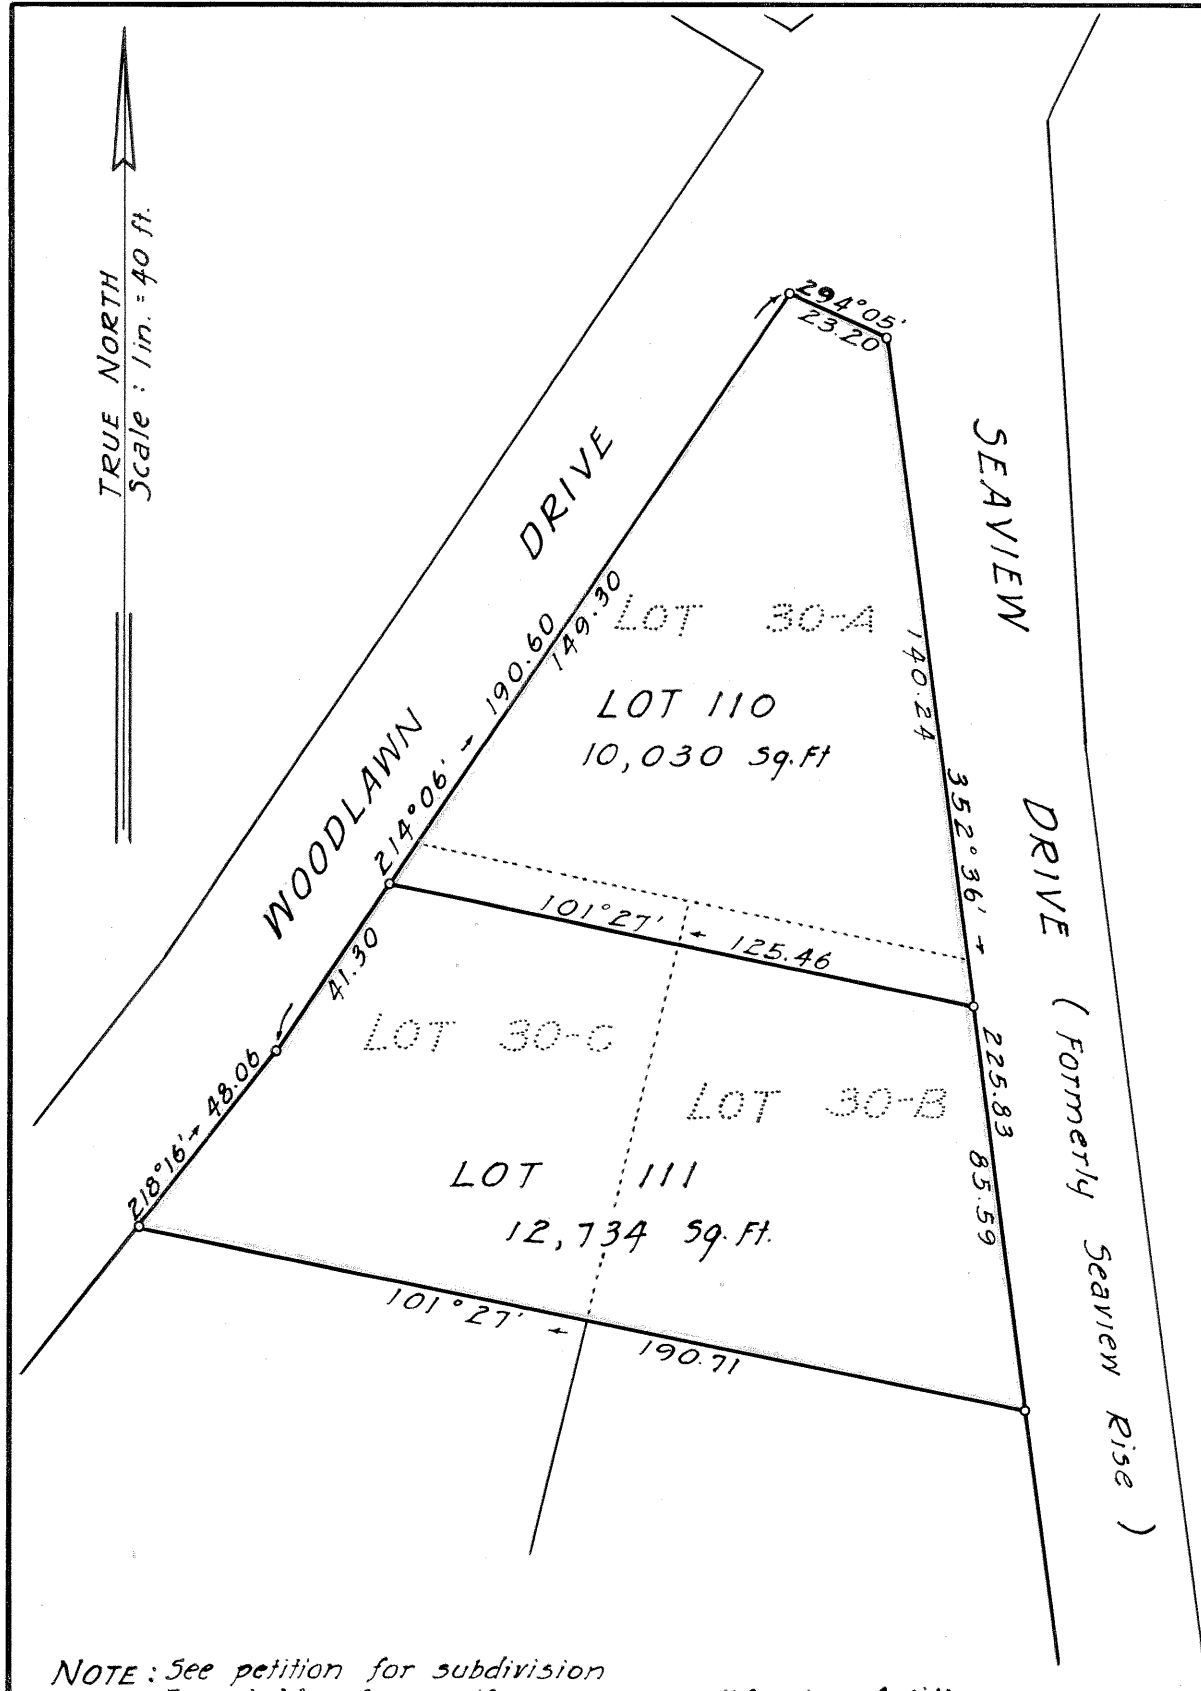 TRUE NORTH
Scale : 1 in. = 40 ft.
294°05'
23.20
WOODLAWN DRIVE
SEAVIEW DRIVE (Formerly Seaview Rise)
214°06' → 190.60
149.30
LOT 30-A
LOT 110
10,030 Sq.Ft
140.24
352°36' →
101°27' ← 125.46
41.30
LOT 30-C
LOT 30-B
225.83
85.59
218°16' → 48.06
LOT 111
12,734 Sq.Ft.
101°27' ← 190.71
NOTE : See petition for subdivision